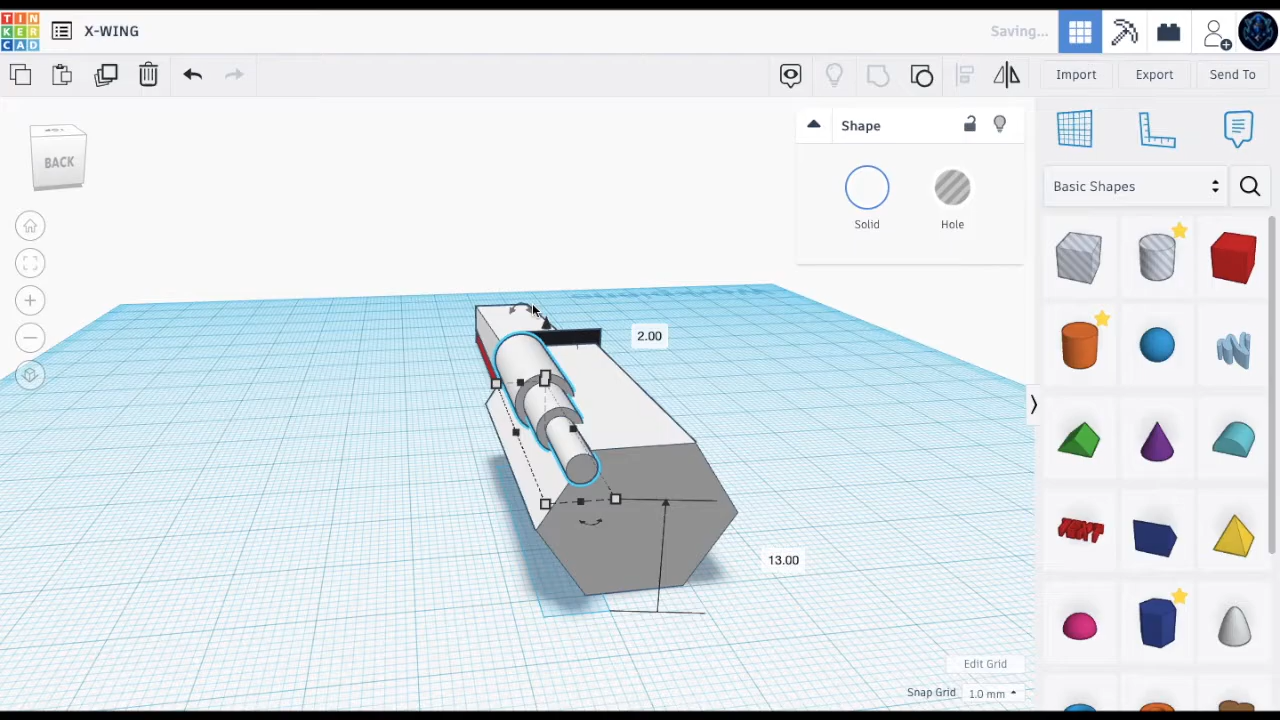 TIN
KER
CAD
X-WING
Saving...
Import
Export
Send To
BACK
Shape
Solid
Hole
Basic Shapes
2.00
13.00
TEXT
Edit Grid
Snap Grid 1.0 mm